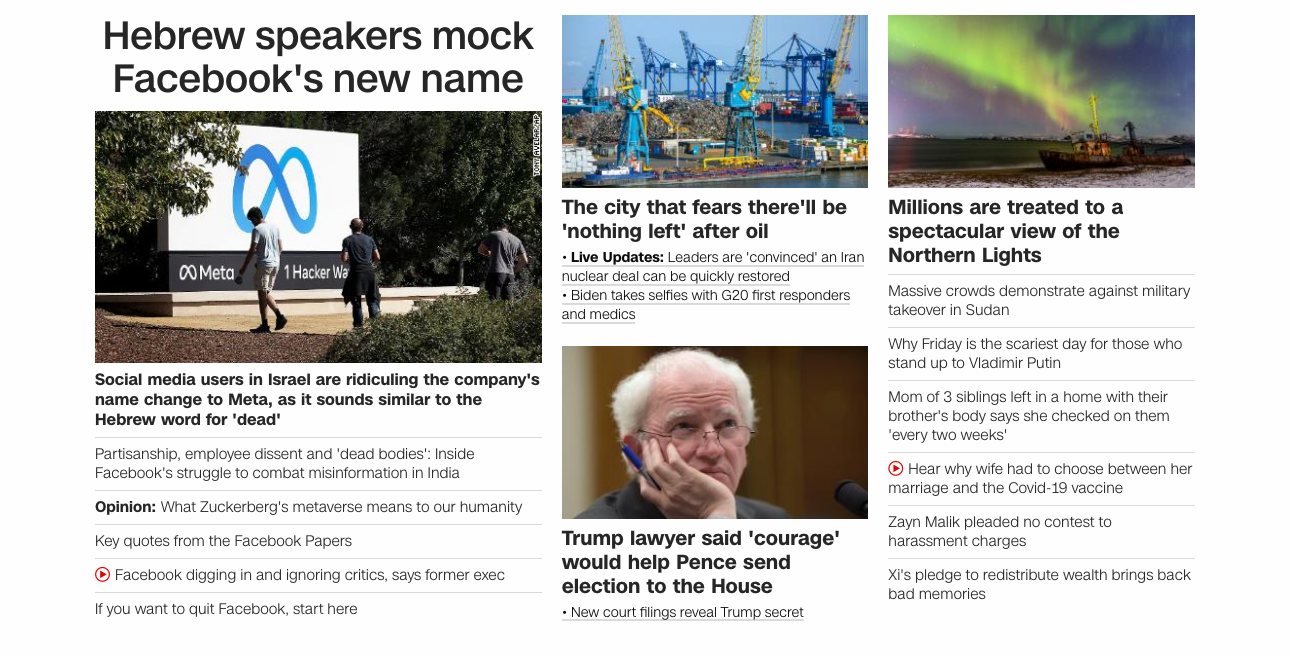 Hebrew speakers mock
Facebook's new name
TONY AVELAR/AP
Meta
1 Hacker Wa
Social media users in Israel are ridiculing the company's
name change to Meta, as it sounds similar to the
Hebrew word for 'dead'
Partisanship, employee dissent and 'dead bodies': Inside
Facebook's struggle to combat misinformation in India
Opinion: What Zuckerberg's metaverse means to our humanity
Key quotes from the Facebook Papers
Facebook digging in and ignoring critics, says former exec
If you want to quit Facebook, start here
The city that fears there'll be
'nothing left' after oil
• Live Updates: Leaders are 'convinced' an Iran
nuclear deal can be quickly restored
• Biden takes selfies with G20 first responders
and medics
Trump lawyer said 'courage'
would help Pence send
election to the House
• New court filings reveal Trump secret
Millions are treated to a
spectacular view of the
Northern Lights
Massive crowds demonstrate against military
takeover in Sudan
Why Friday is the scariest day for those who
stand up to Vladimir Putin
Mom of 3 siblings left in a home with their
brother's body says she checked on them
'every two weeks'
Hear why wife had to choose between her
marriage and the Covid-19 vaccine
Zayn Malik pleaded no contest to
harassment charges
Xi's pledge to redistribute wealth brings back
bad memories